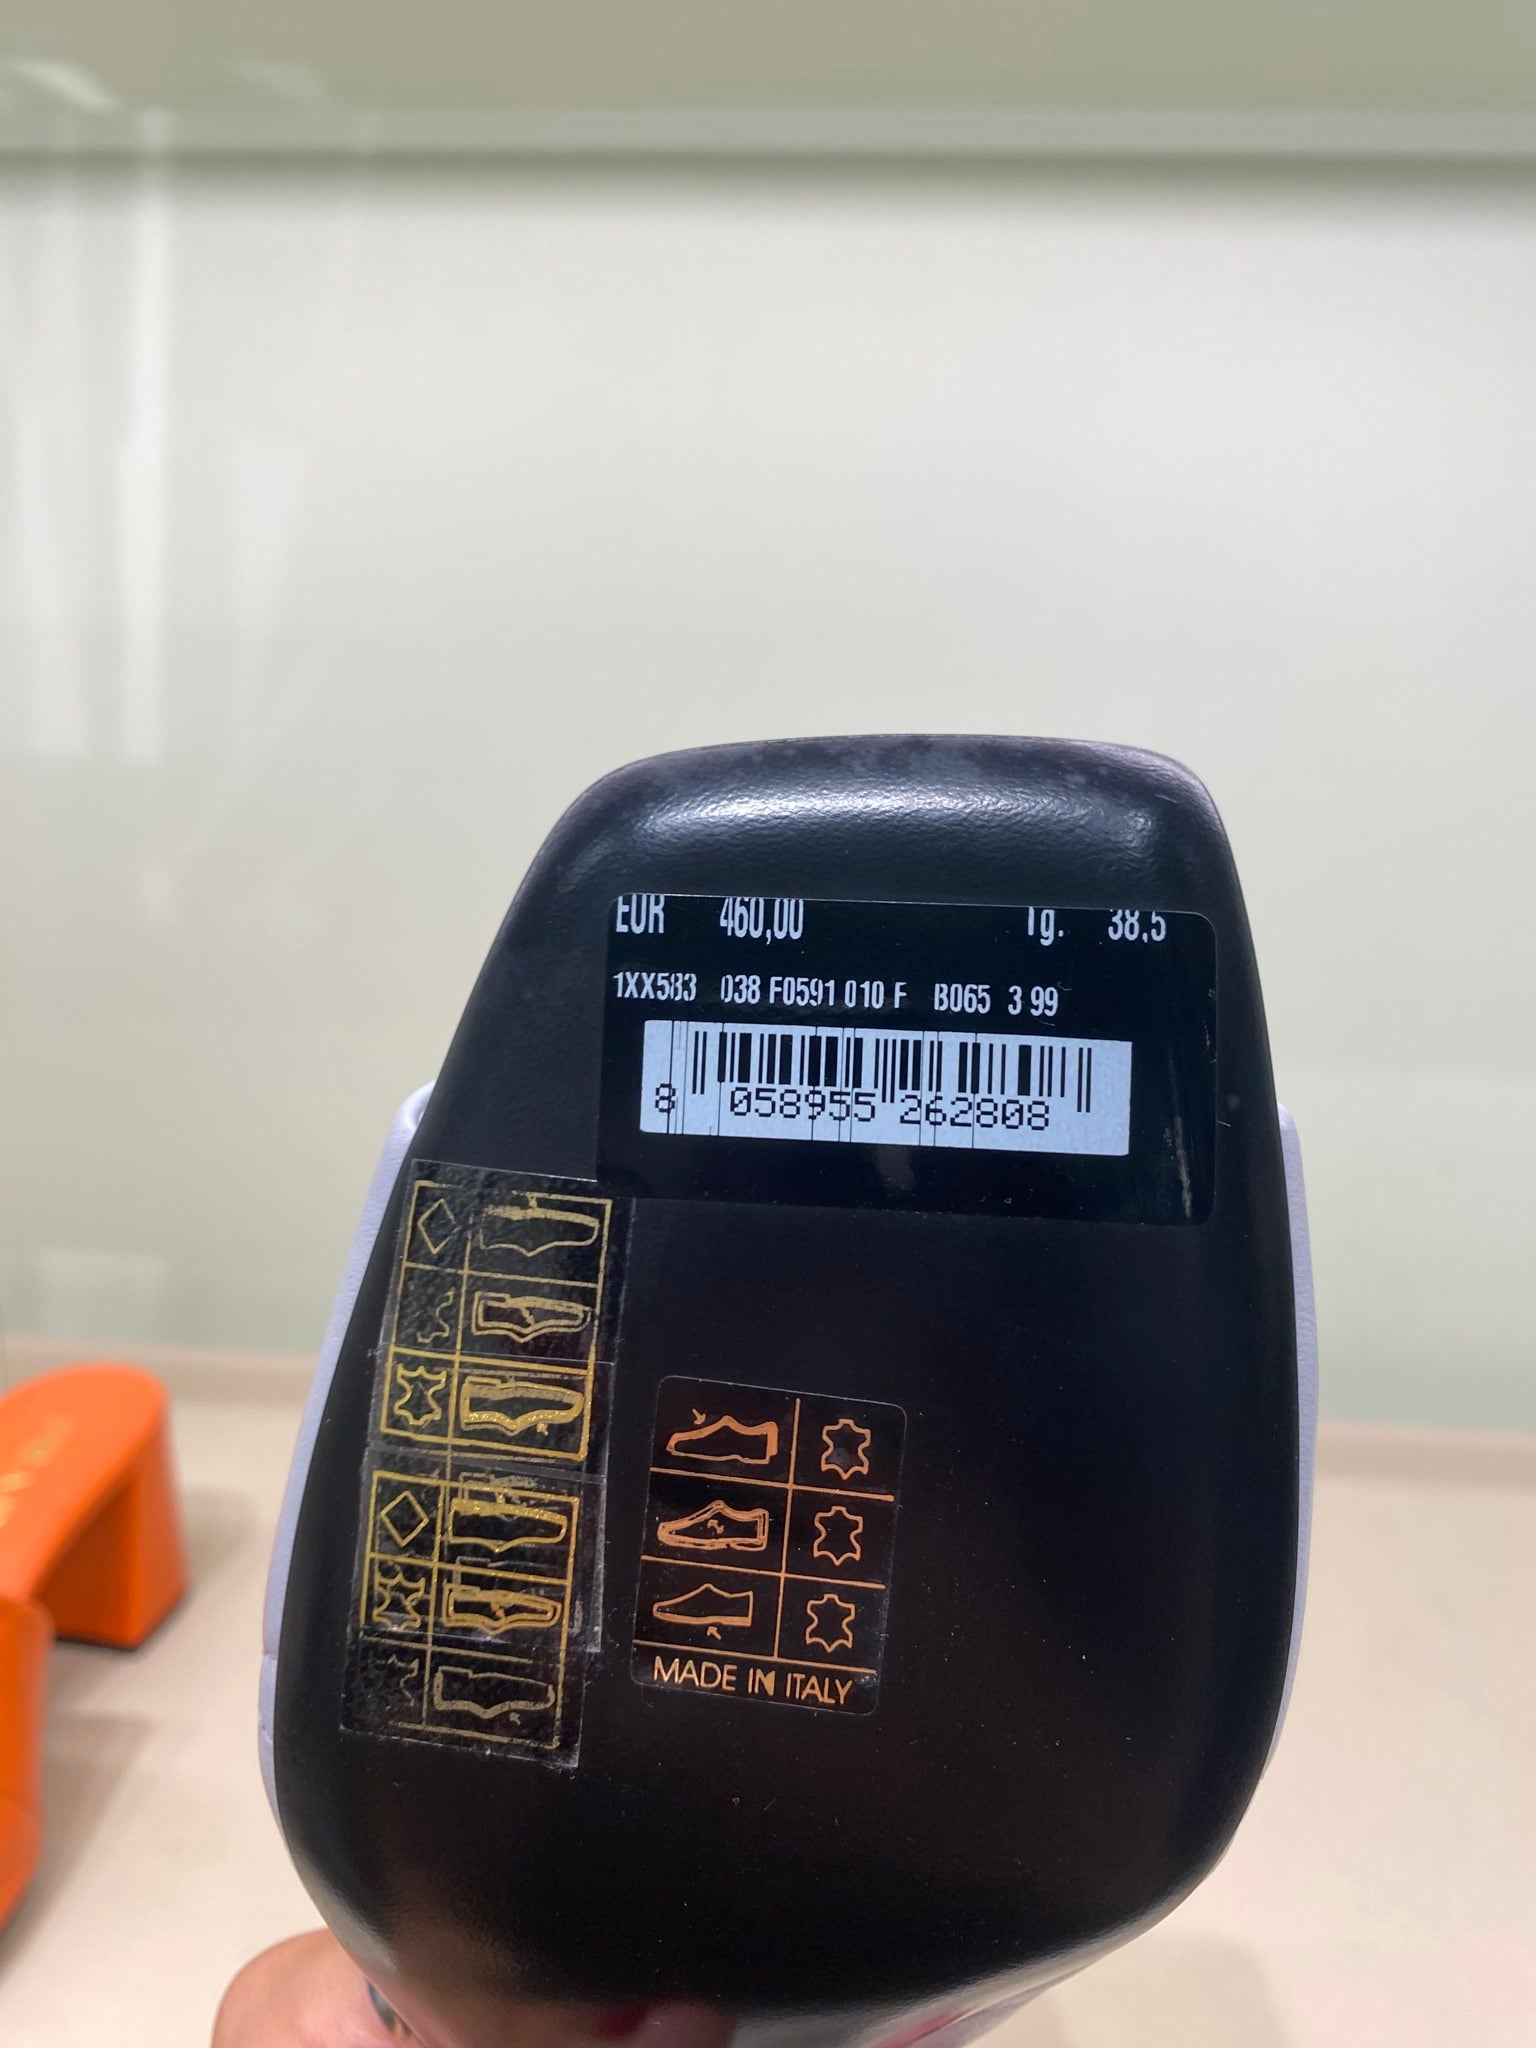 EUR 460,00 Tg. 38,5
1XX583 038 F0591 010 F B065 3 99
8 058955 262808
MADE IN ITALY